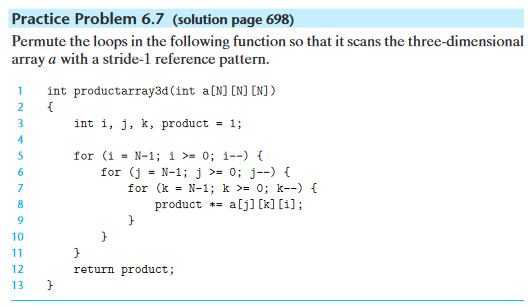 Practice Problem 6.7 (solution page 698)
Permute the loops in the following function so that it scans the three-dimensional
array a with a stride-1 reference pattern.
1 int productarray3d(int a[N][N][N])
2 {
3 int i, j, k, product = 1;
4
5 for (i = N-1; i >= 0; i--) {
6 for (j = N-1; j >= 0; j--) {
7 for (k = N-1; k >= 0; k--) {
8 product *= a[j][k][i];
9 }
10 }
11 }
12 return product;
13 }